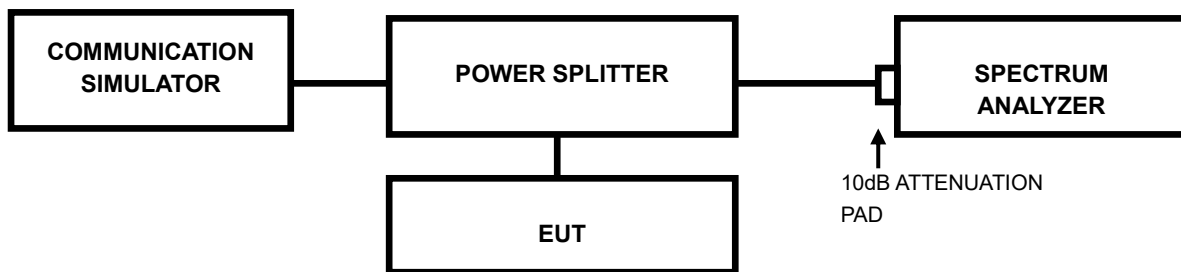 COMMUNICATION
SIMULATOR
POWER SPLITTER
SPECTRUM
ANALYZER
10dB ATTENUATION
PAD
EUT